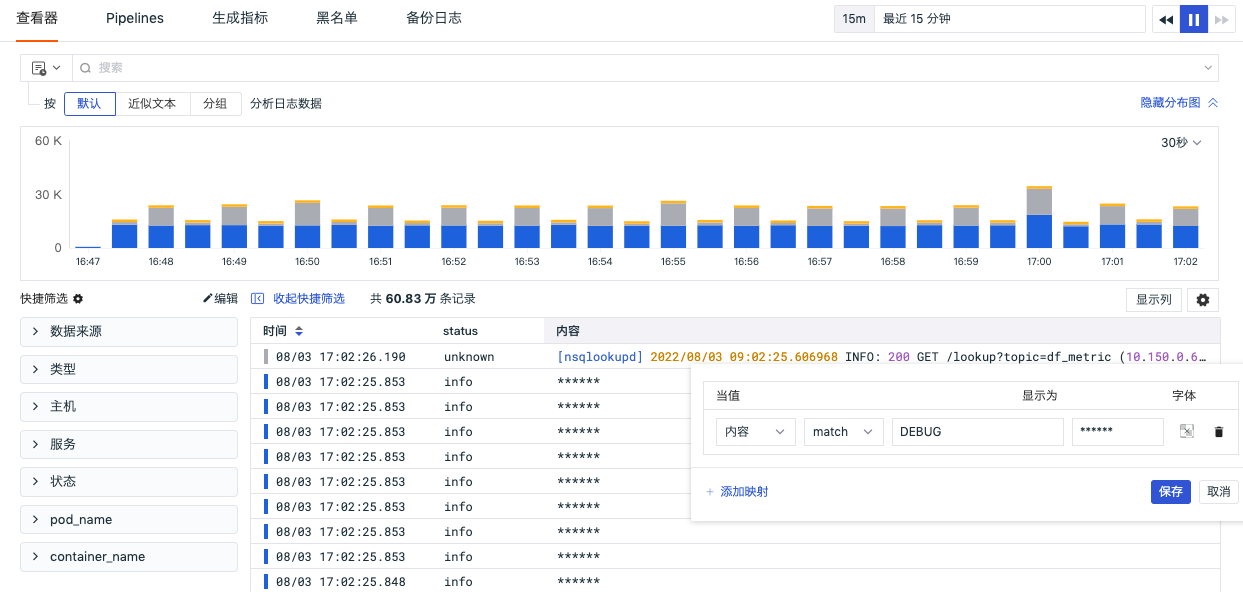 查看器 Pipelines 生成指标 黑名单 备份日志 15m 最近 15 分钟
搜索
按 默认 近似文本 分组 分析日志数据 隐藏分布图
60 K 30秒
30 K
0
16:47 16:48 16:49 16:50 16:51 16:52 16:53 16:54 16:55 16:56 16:57 16:58 16:59 17:00 17:01 17:02
快捷筛选 编辑 收起快捷筛选 共 60.83 万 条记录 显示列
数据来源
类型
主机
服务
状态
pod_name
container_name
时间 status 内容
08/03 17:02:26.190 unknown [nsqlookupd] 2022/08/03 09:02:25.606968 INFO: 200 GET /lookup?topic=df_metric (10.150.0.6…
08/03 17:02:25.853 info ******
08/03 17:02:25.853 info ******
08/03 17:02:25.853 info ******
08/03 17:02:25.853 info ******
08/03 17:02:25.853 info ******
08/03 17:02:25.853 info ******
08/03 17:02:25.853 info ******
08/03 17:02:25.853 info ******
08/03 17:02:25.848 info ******
当值 显示为 字体
内容 match DEBUG ******
+ 添加映射 保存 取消